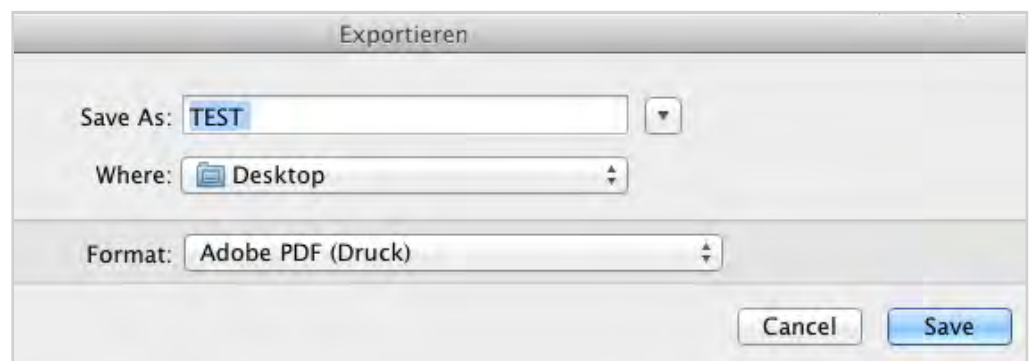 Exportieren
Save As: TEST
Where: Desktop
Format: Adobe PDF (Druck)
Cancel Save